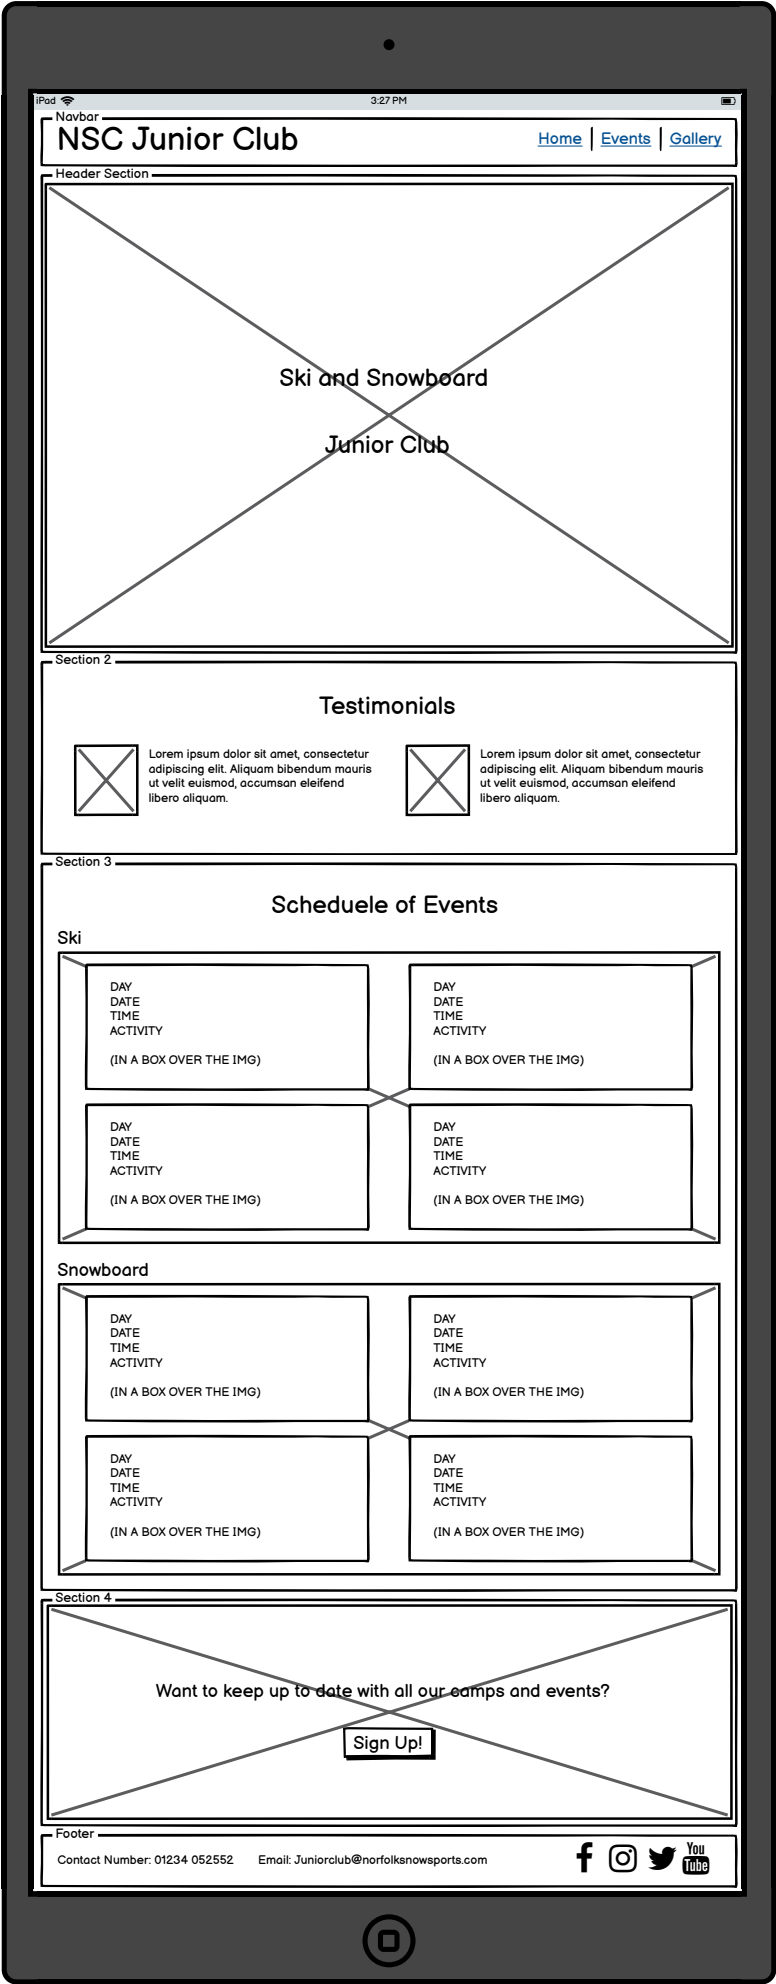 iPad
3:27 PM
Navbar
NSC Junior Club
Home | Events | Gallery
Header Section
Ski and Snowboard
Junior Club
Section 2
Testimonials
Lorem ipsum dolor sit amet, consectetur
adipiscing elit. Aliquam bibendum mauris
ut velit euismod, accumsan eleifend
libero aliquam.
Lorem ipsum dolor sit amet, consectetur
adipiscing elit. Aliquam bibendum mauris
ut velit euismod, accumsan eleifend
libero aliquam.
Section 3
Scheduele of Events
Ski
DAY
DATE
TIME
ACTIVITY
(IN A BOX OVER THE IMG)
DAY
DATE
TIME
ACTIVITY
(IN A BOX OVER THE IMG)
DAY
DATE
TIME
ACTIVITY
(IN A BOX OVER THE IMG)
DAY
DATE
TIME
ACTIVITY
(IN A BOX OVER THE IMG)
Snowboard
DAY
DATE
TIME
ACTIVITY
(IN A BOX OVER THE IMG)
DAY
DATE
TIME
ACTIVITY
(IN A BOX OVER THE IMG)
DAY
DATE
TIME
ACTIVITY
(IN A BOX OVER THE IMG)
DAY
DATE
TIME
ACTIVITY
(IN A BOX OVER THE IMG)
Section 4
Want to keep up to date with all our camps and events?
Sign Up!
Footer
Contact Number: 01234 052552
Email: Juniorclub@norfolksnowsports.com
You
Tube